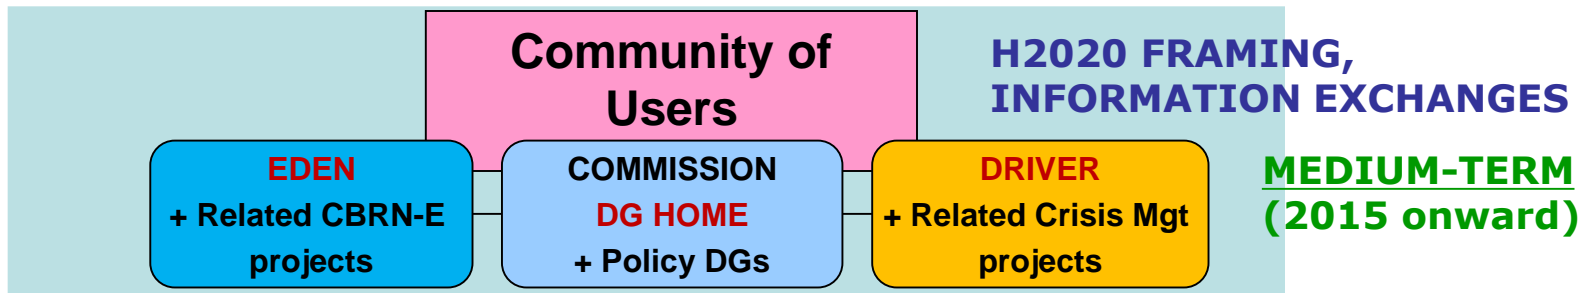 Community of
Users
H2020 FRAMING,
INFORMATION EXCHANGES
EDEN
+ Related CBRN-E
projects
COMMISSION
DG HOME
+ Policy DGs
DRIVER
+ Related Crisis Mgt
projects
MEDIUM-TERM
(2015 onward)